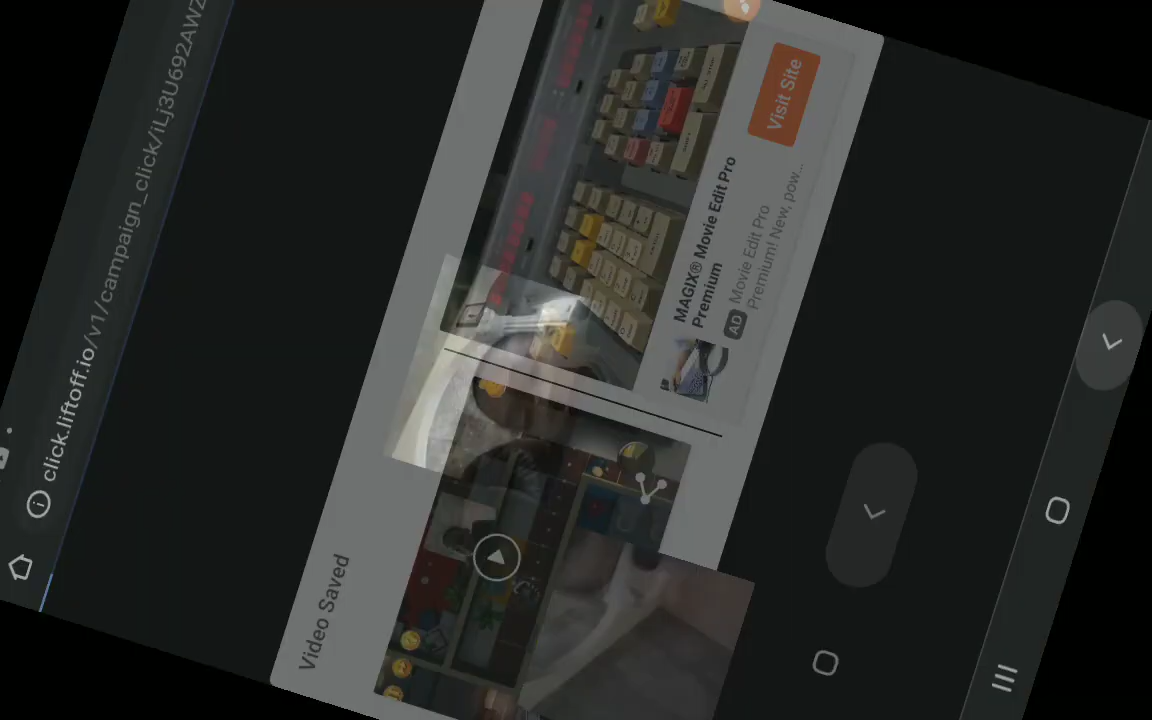 click.liftoff.io/v1/campaign_click/iLj3U692AWZ
Video Saved
MAGIX® Movie Edit Pro
Premium
AD Movie Edit Pro
Premium! New, pow...
Visit Site